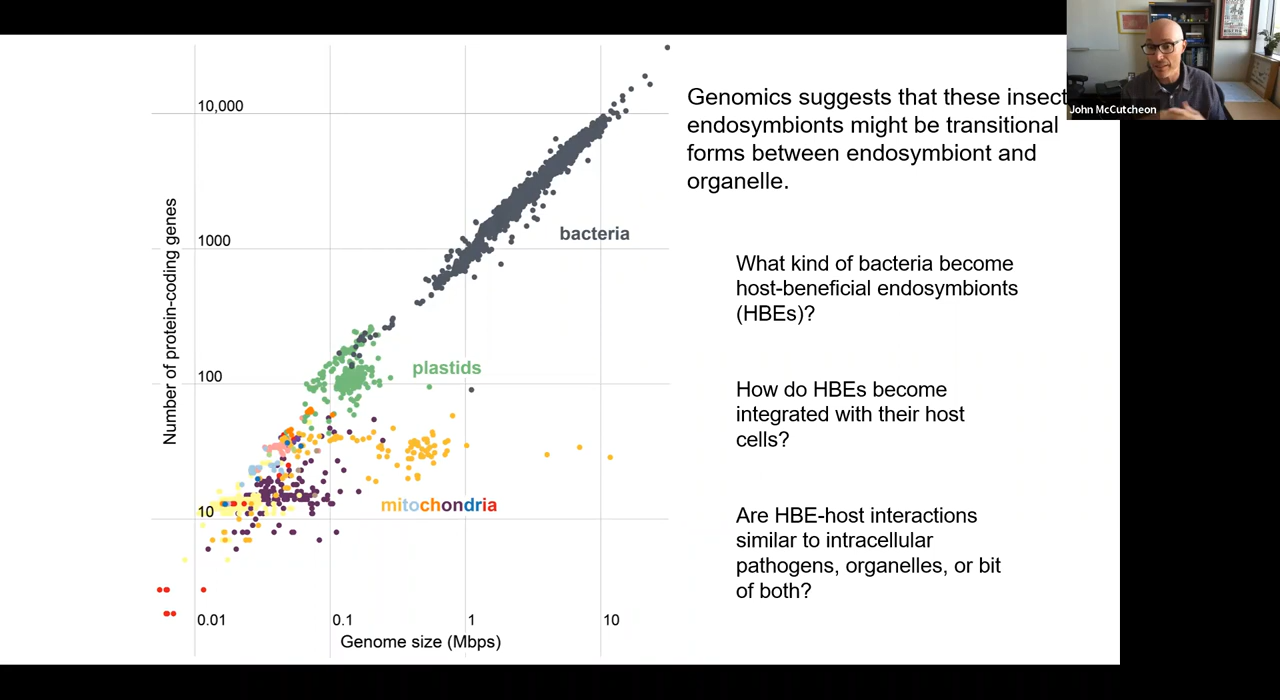 John McCutcheon
Genomics suggests that these insect
endosymbionts might be transitional
forms between endosymbiont and
organelle.
What kind of bacteria become
host-beneficial endosymbionts
(HBEs)?
How do HBEs become
integrated with their host
cells?
Are HBE-host interactions
similar to intracellular
pathogens, organelles, or bit
of both?
Number of protein-coding genes
10,000
1000
100
10
bacteria
plastids
mitochondria
0.01
0.1
1
10
Genome size (Mbps)